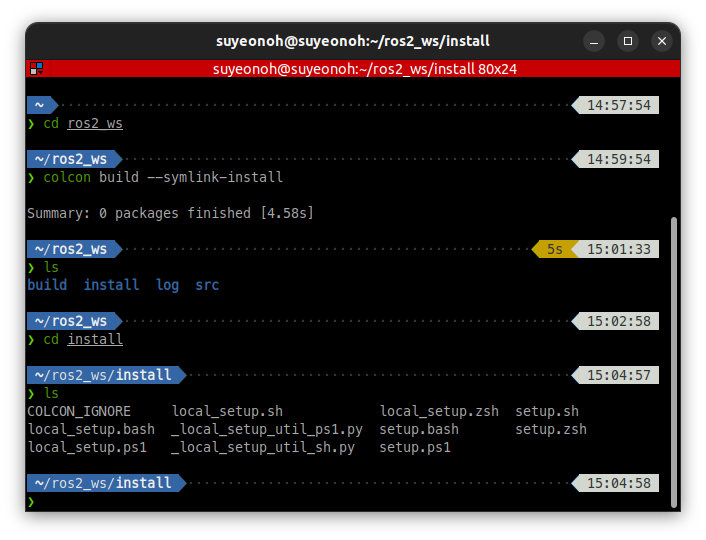 suyeonoh@suyeonoh:~/ros2_ws/install
suyeonoh@suyeonoh:~/ros2_ws/install 80x24
~ 14:57:54
❯ cd ros2_ws
~/ros2_ws 14:59:54
❯ colcon build --symlink-install
Summary: 0 packages finished [4.58s]
~/ros2_ws 5s 15:01:33
❯ ls
build install log src
~/ros2_ws 15:02:58
❯ cd install
~/ros2_ws/install 15:04:57
❯ ls
COLCON_IGNORE local_setup.sh local_setup.zsh setup.sh
local_setup.bash _local_setup_util_ps1.py setup.bash setup.zsh
local_setup.ps1 _local_setup_util_sh.py setup.ps1
~/ros2_ws/install 15:04:58
❯